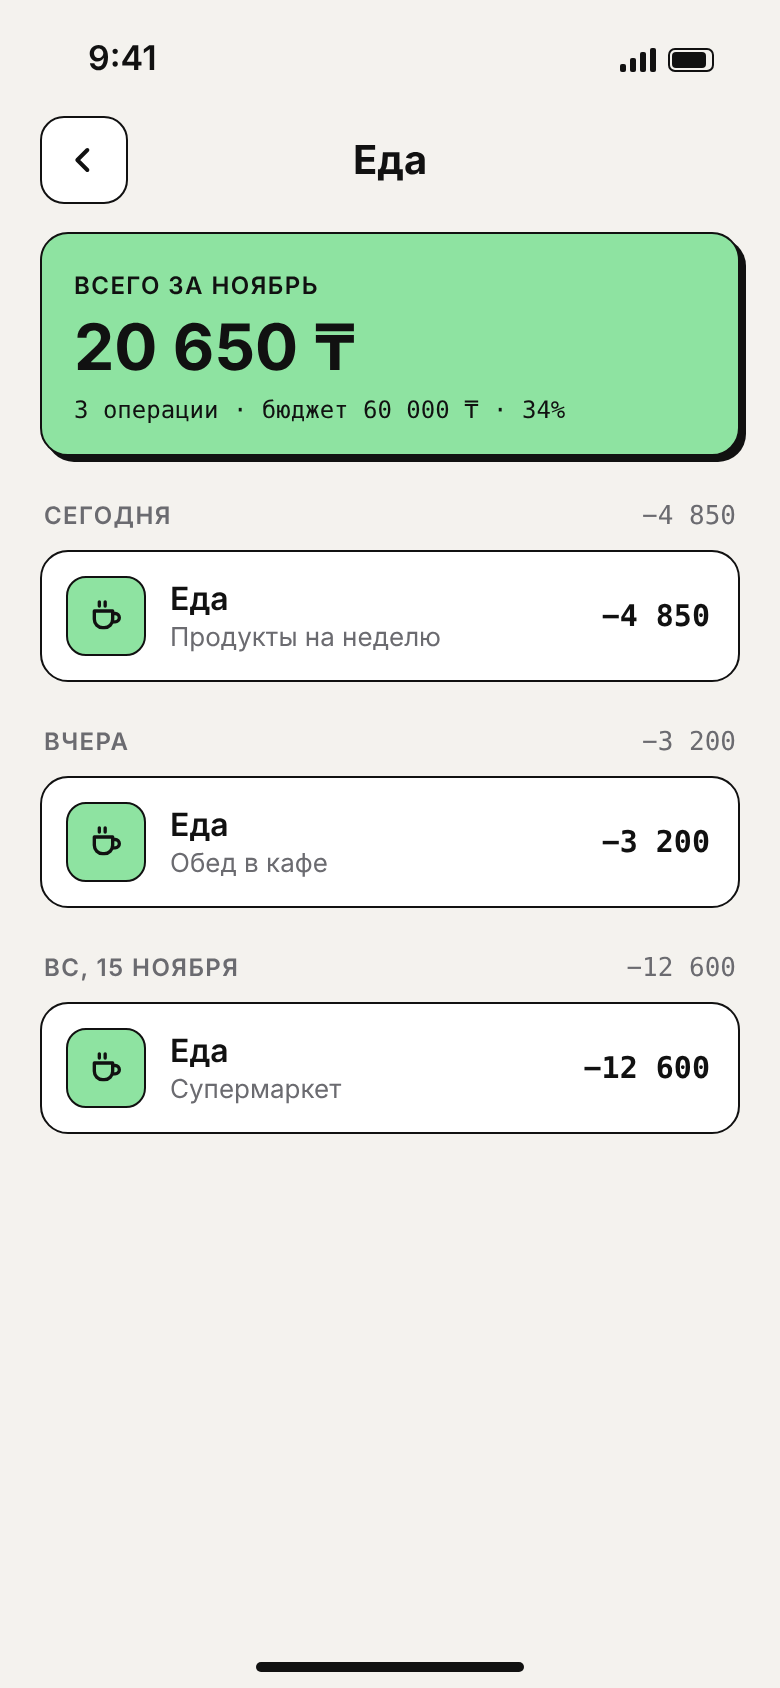 9:41
Еда
ВСЕГО ЗА НОЯБРЬ
20 650 ₸
3 операции · бюджет 60 000 ₸ · 34%
СЕГОДНЯ −4 850
Еда
Продукты на неделю
−4 850
ВЧЕРА −3 200
Еда
Обед в кафе
−3 200
ВС, 15 НОЯБРЯ −12 600
Еда
Супермаркет
−12 600